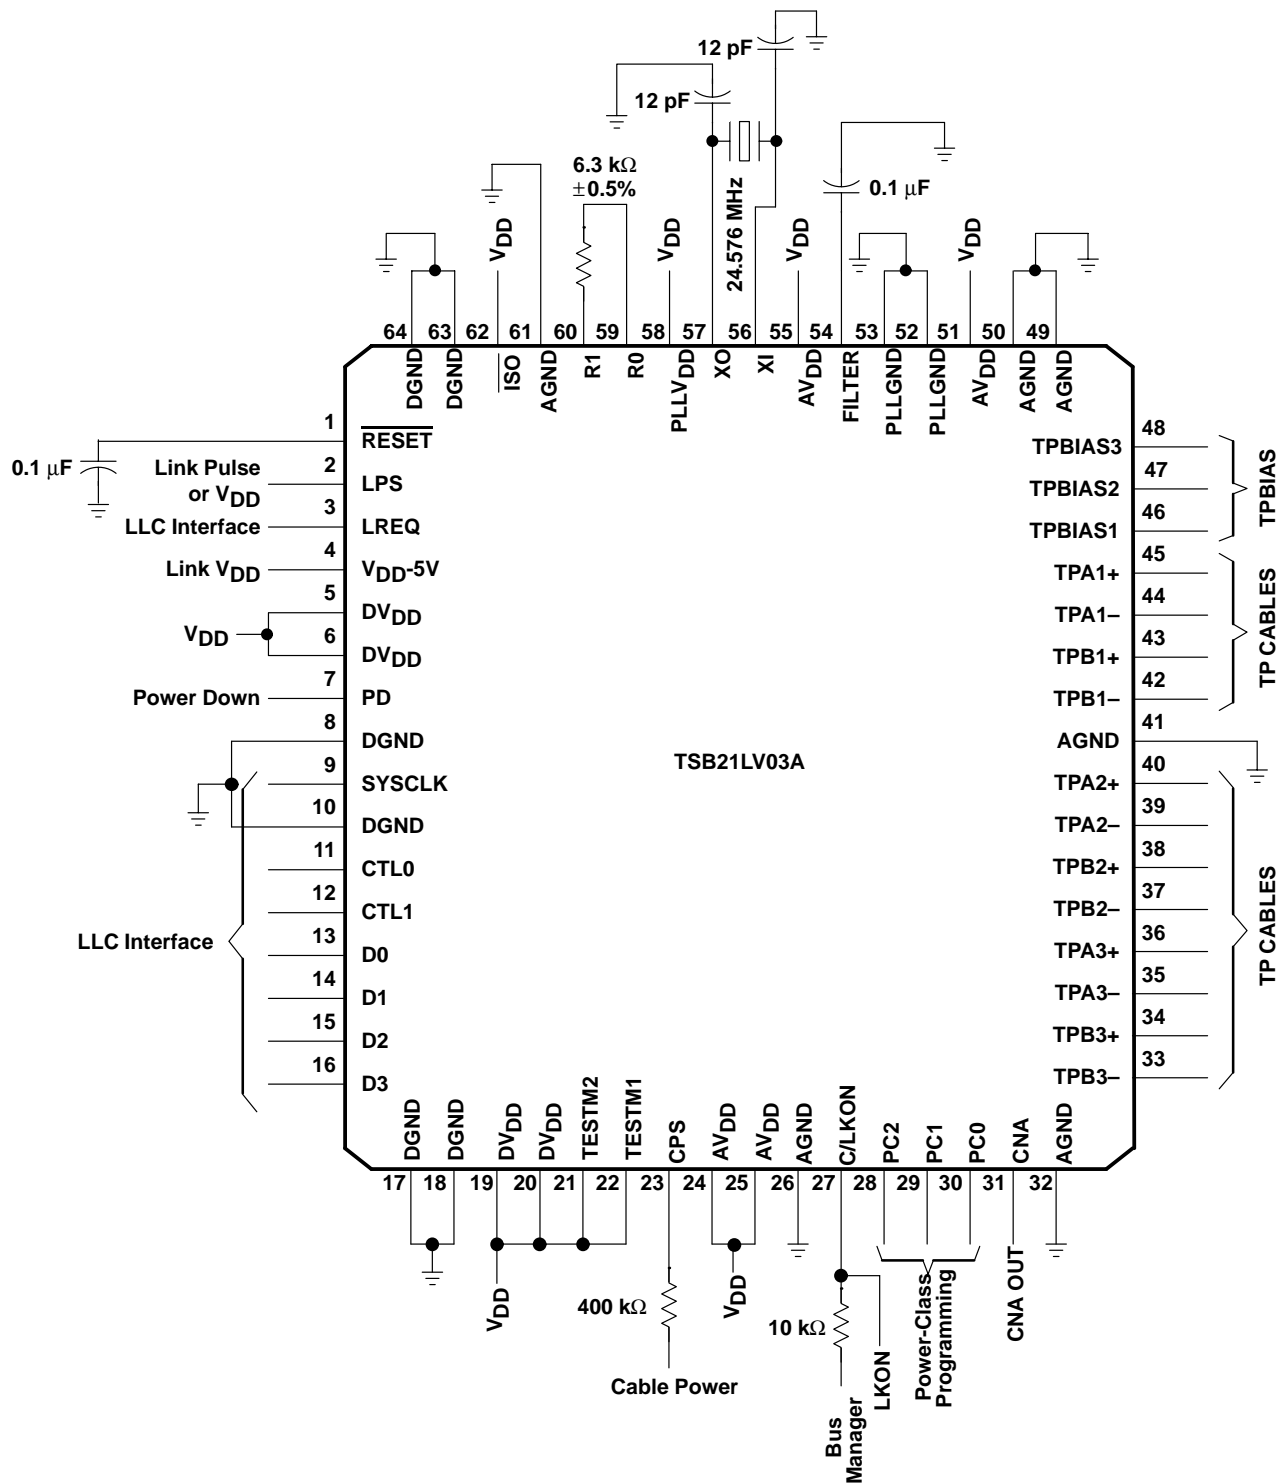 12 pF
12 pF
24.576 MHz
6.3 kΩ
±0.5%
0.1 μF
VDD
VDD
VDD
VDD
64 63 62 61 60 59 58 57 56 55 54 53 52 51 50 49
DGND
DGND
ISO
AGND
R1
R0
PLLVDD
XO
XI
AVDD
FILTER
PLLGND
PLLGND
AVDD
AGND
AGND
0.1 μF
1 RESET
Link Pulse
or VDD
2 LPS
LLC Interface 3 LREQ
Link VDD 4 VDD-5V
VDD
5 DVDD
6 DVDD
Power Down 7 PD
8 DGND
9 SYSCLK
10 DGND
11 CTL0
12 CTL1
LLC Interface
13 D0
14 D1
15 D2
16 D3
TSB21LV03A
TPBIAS3 48
TPBIAS2 47
TPBIAS1 46
TPBIAS
TPA1+ 45
TPA1– 44
TPB1+ 43
TPB1– 42
TP CABLES
AGND 41
TPA2+ 40
TPA2– 39
TPB2+ 38
TPB2– 37
TPA3+ 36
TPA3– 35
TPB3+ 34
TPB3– 33
TP CABLES
DGND
DGND
DVDD
DVDD
TESTM2
TESTM1
CPS
AVDD
AVDD
AGND
C/LKON
PC2
PC1
PC0
CNA
AGND
17 18 19 20 21 22 23 24 25 26 27 28 29 30 31 32
VDD
400 kΩ
Cable Power
VDD
10 kΩ
Bus
Manager
LKON
Power-Class
Programming
CNA OUT